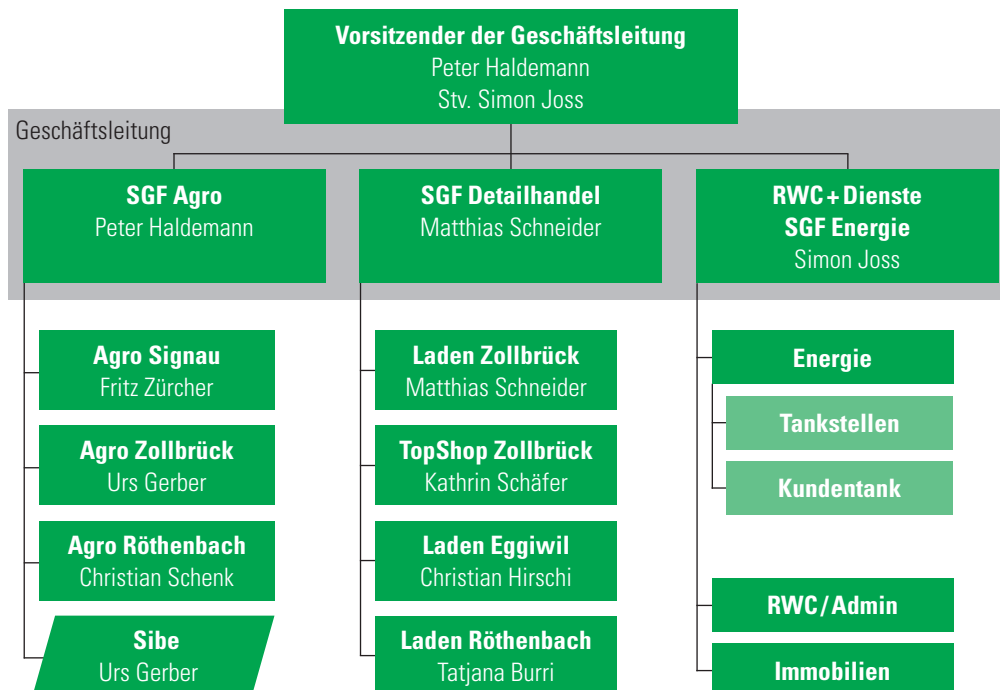 Vorsitzender der Geschäftsleitung
Peter Haldemann
Stv. Simon Joss
Geschäftsleitung
SGF Agro
Peter Haldemann
SGF Detailhandel
Matthias Schneider
RWC + Dienste
SGF Energie
Simon Joss
Agro Signau
Fritz Zürcher
Agro Zollbrück
Urs Gerber
Agro Röthenbach
Christian Schenk
Sibe
Urs Gerber
Laden Zollbrück
Matthias Schneider
TopShop Zollbrück
Kathrin Schäfer
Laden Eggiwil
Christian Hirschi
Laden Röthenbach
Tatjana Burri
Energie
Tankstellen
Kundentank
RWC / Admin
Immobilien